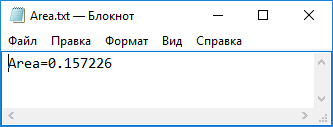 Area.txt — Блокнот
Файл Правка Формат Вид Справка
Area=0.157226